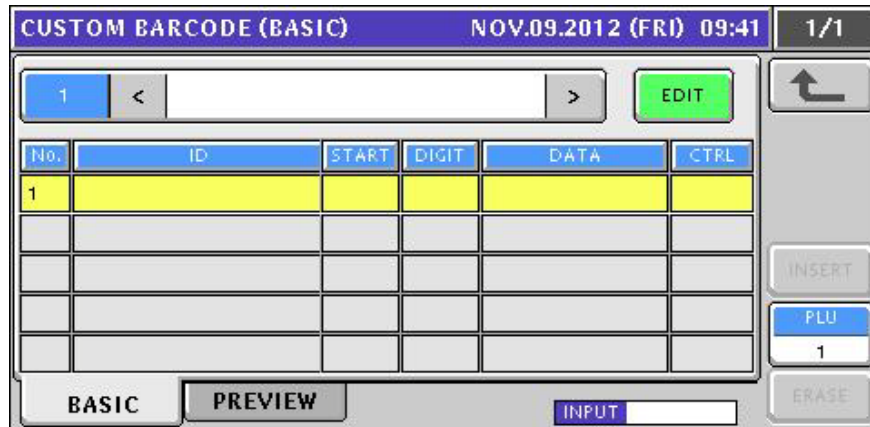 CUSTOM BARCODE (BASIC) NOV.09.2012 (FRI) 09:41 1/1
1 < > EDIT
No. ID START DIGIT DATA CTRL
1
INSERT
PLU
1
ERASE
BASIC PREVIEW INPUT